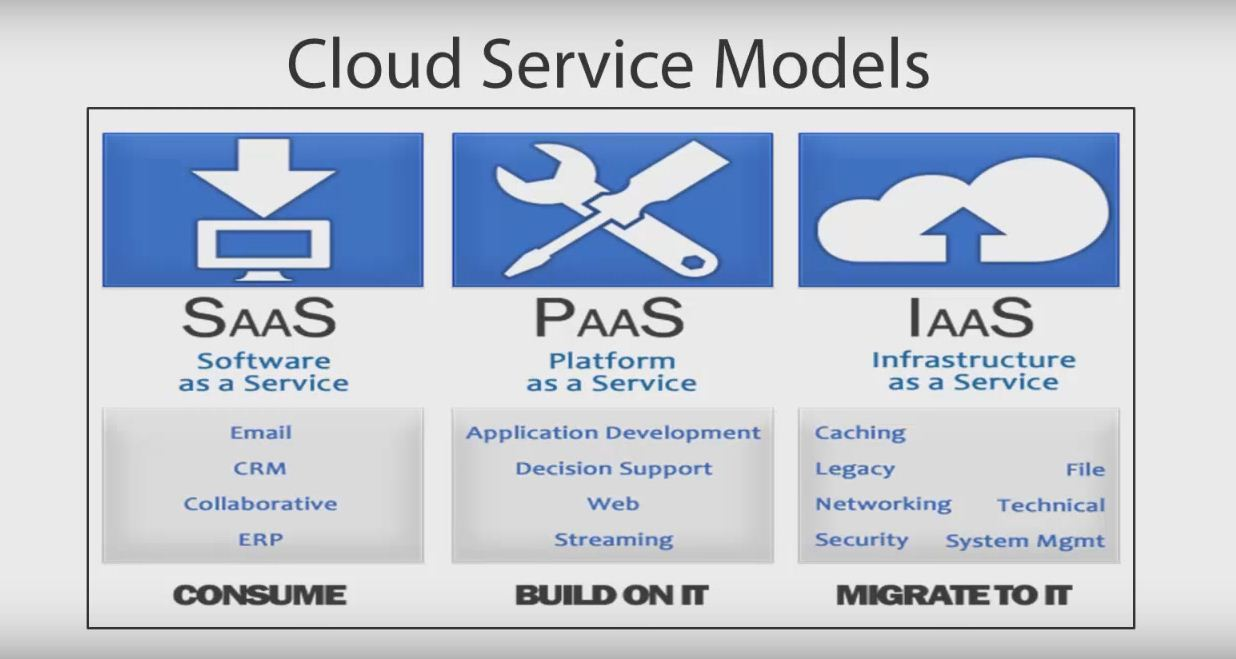 Cloud Service Models
SaaS
Software
as a Service
Email
CRM
Collaborative
ERP
CONSUME
PaaS
Platform
as a Service
Application Development
Decision Support
Web
Streaming
BUILD ON IT
IaaS
Infrastructure
as a Service
Caching
Legacy File
Networking Technical
Security System Mgmt
MIGRATE TO IT